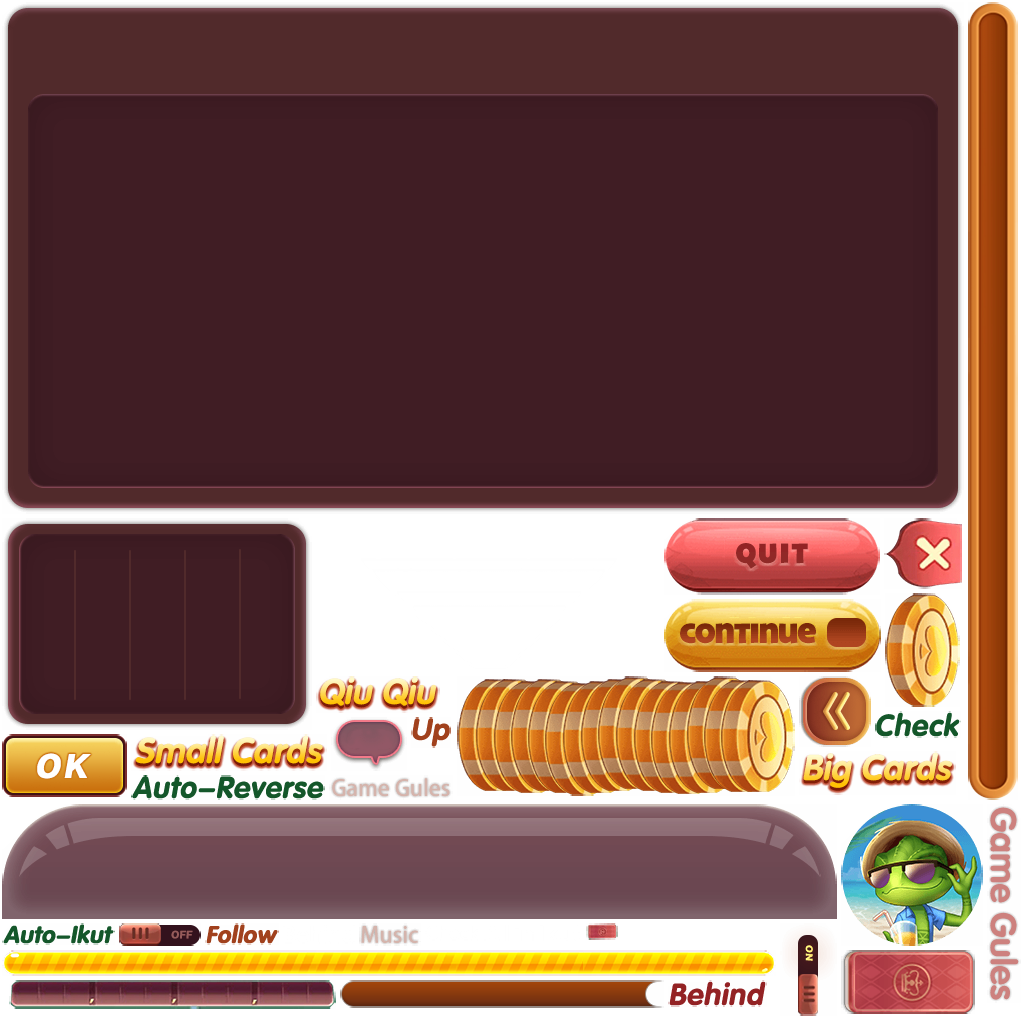 QUIT
CONTINUE
Qiu Qiu
Up
Check
OK
Small Cards
Big Cards
Auto-Reverse
Game Gules
Game Gules
Auto-Ikut
OFF
Follow
Music
ON
Behind